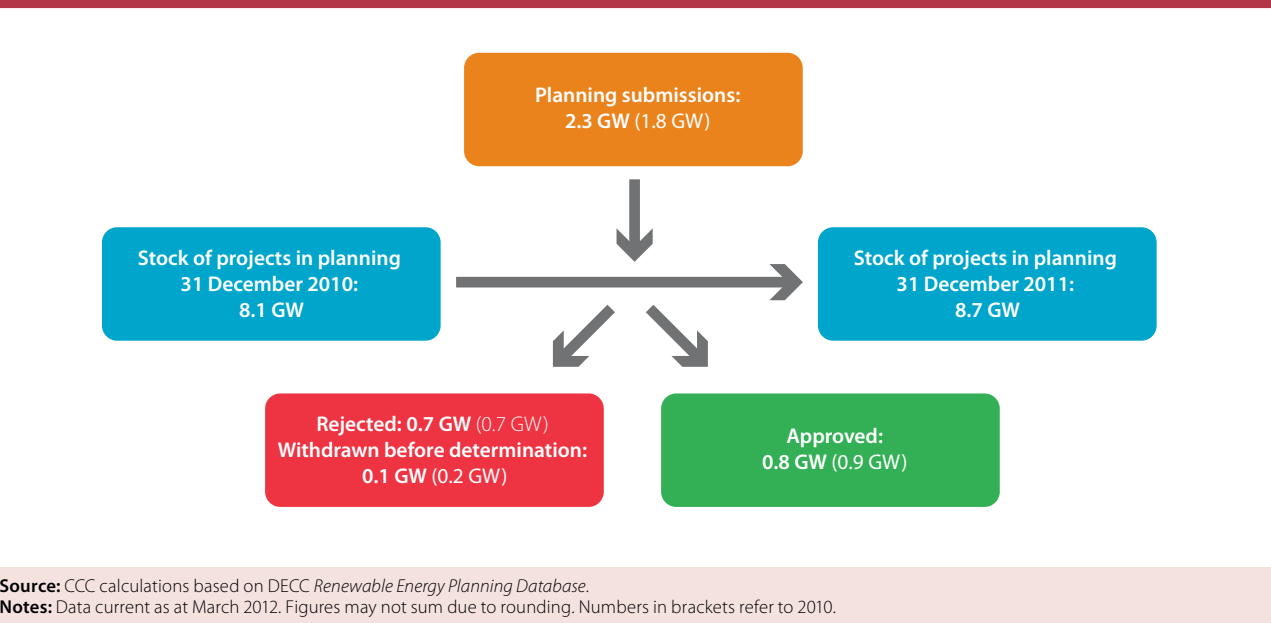 Planning submissions:
2.3 GW (1.8 GW)
Stock of projects in planning
31 December 2010:
8.1 GW
Stock of projects in planning
31 December 2011:
8.7 GW
Rejected: 0.7 GW (0.7 GW)
Withdrawn before determination:
0.1 GW (0.2 GW)
Approved:
0.8 GW (0.9 GW)
Source: CCC calculations based on DECC Renewable Energy Planning Database.
Notes: Data current as at March 2012. Figures may not sum due to rounding. Numbers in brackets refer to 2010.